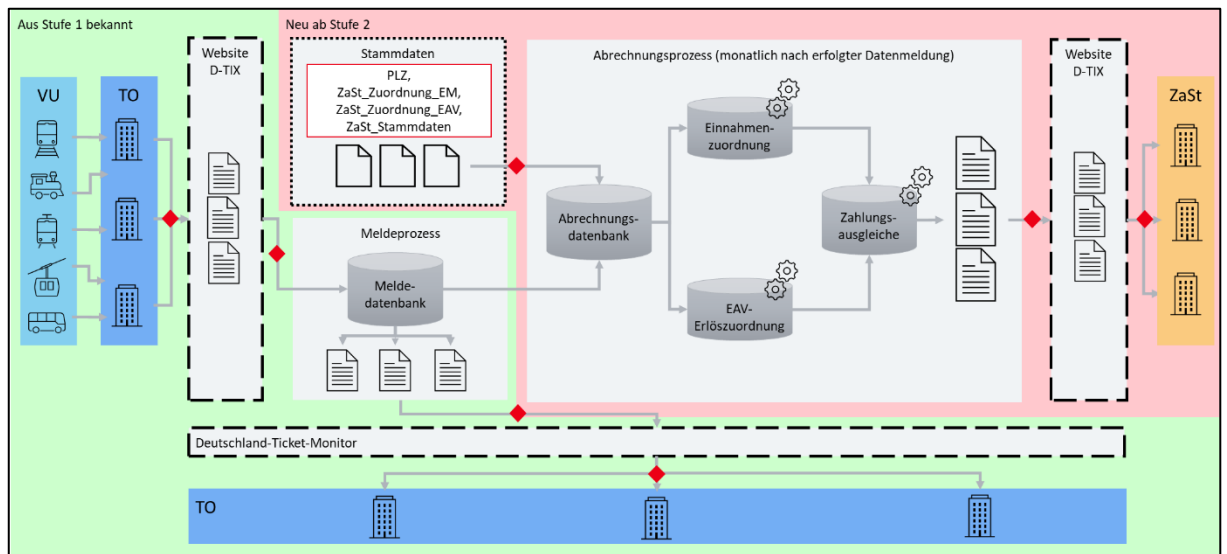 Aus Stufe 1 bekannt
Neu ab Stufe 2
VU
TO
Website
D-TIX
Stammdaten
PLZ,
ZaSt_Zuordnung_EM,
ZaSt_Zuordnung_EAV,
ZaSt_Stammdaten
Meldeprozess
Melde-
datenbank
Abrechnungsprozess (monatlich nach erfolgter Datenmeldung)
Abrechnungs-
datenbank
Einnahmen-
zuordnung
EAV-
Erlöszuordnung
Zahlungs-
ausgleiche
Website
D-TIX
ZaSt
Deutschland-Ticket-Monitor
TO